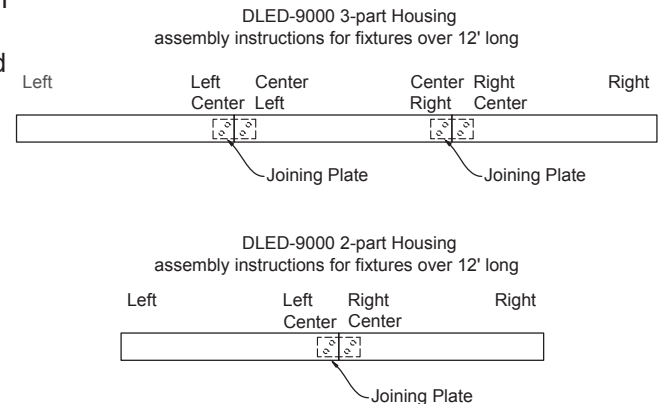 DLED-9000 3-part Housing
assembly instructions for fixtures over 12' long
Left
Left Center
Center Left
Center Right
Right Center
Right
Joining Plate
Joining Plate
DLED-9000 2-part Housing
assembly instructions for fixtures over 12' long
Left
Left Center
Right Center
Right
Joining Plate